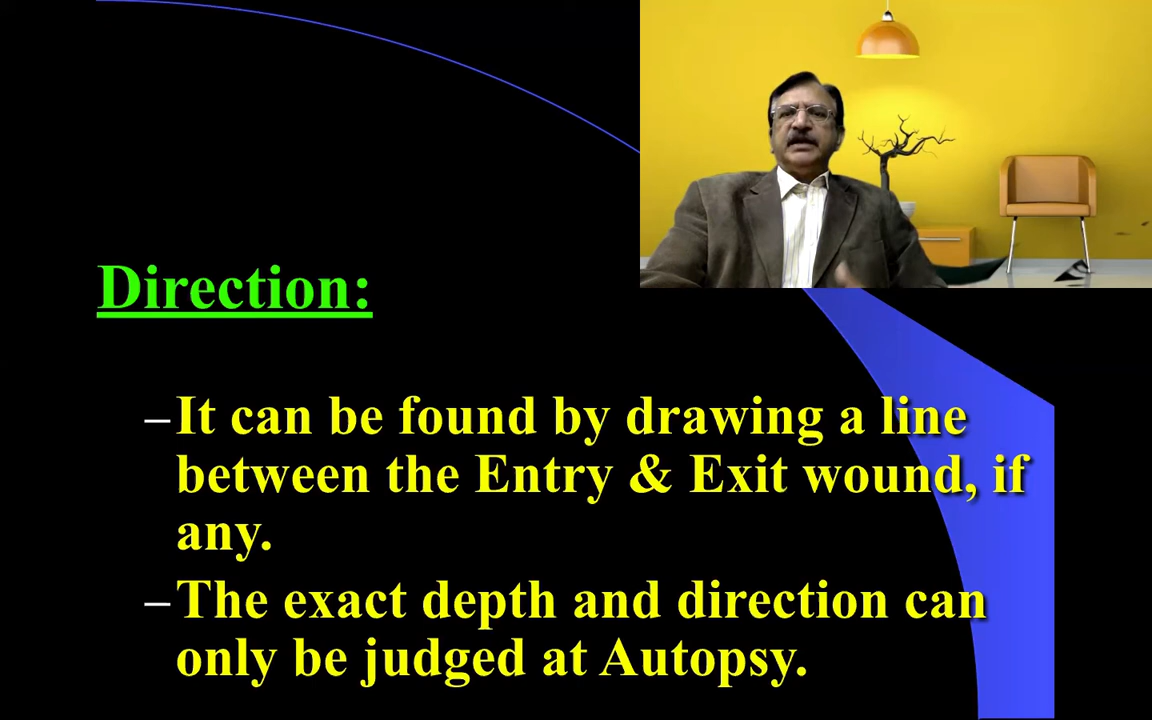 Direction:
–It can be found by drawing a line
between the Entry & Exit wound, if
any.
–The exact depth and direction can
only be judged at Autopsy.